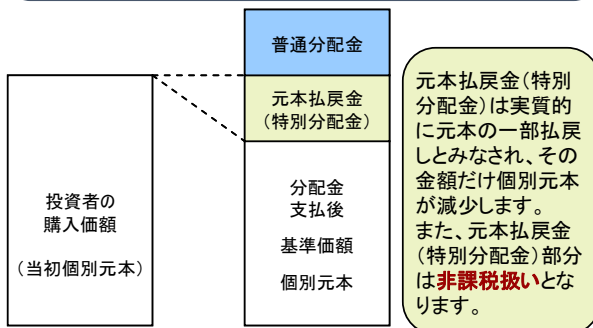 普通分配金
元本払戻金
(特別分配金)
投資者の
購入価額
(当初個別元本)
分配金
支払後
基準価額
個別元本
元本払戻金(特別
分配金)は実質的
に元本の一部払戻
しとみなされ、その
金額だけ個別元本
が減少します。
また、元本払戻金
(特別分配金)部分
は非課税扱いとな
ります。